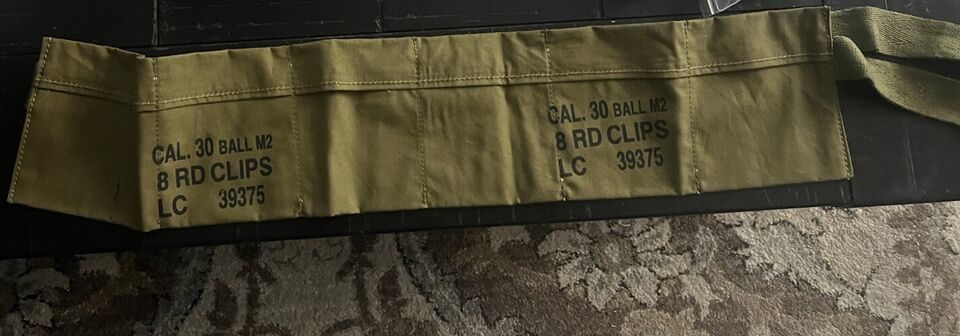 CAL. 30 BALL M2
8 RD CLIPS
LC 39375
CAL. 30 BALL M2
8 RD CLIPS
LC 39375